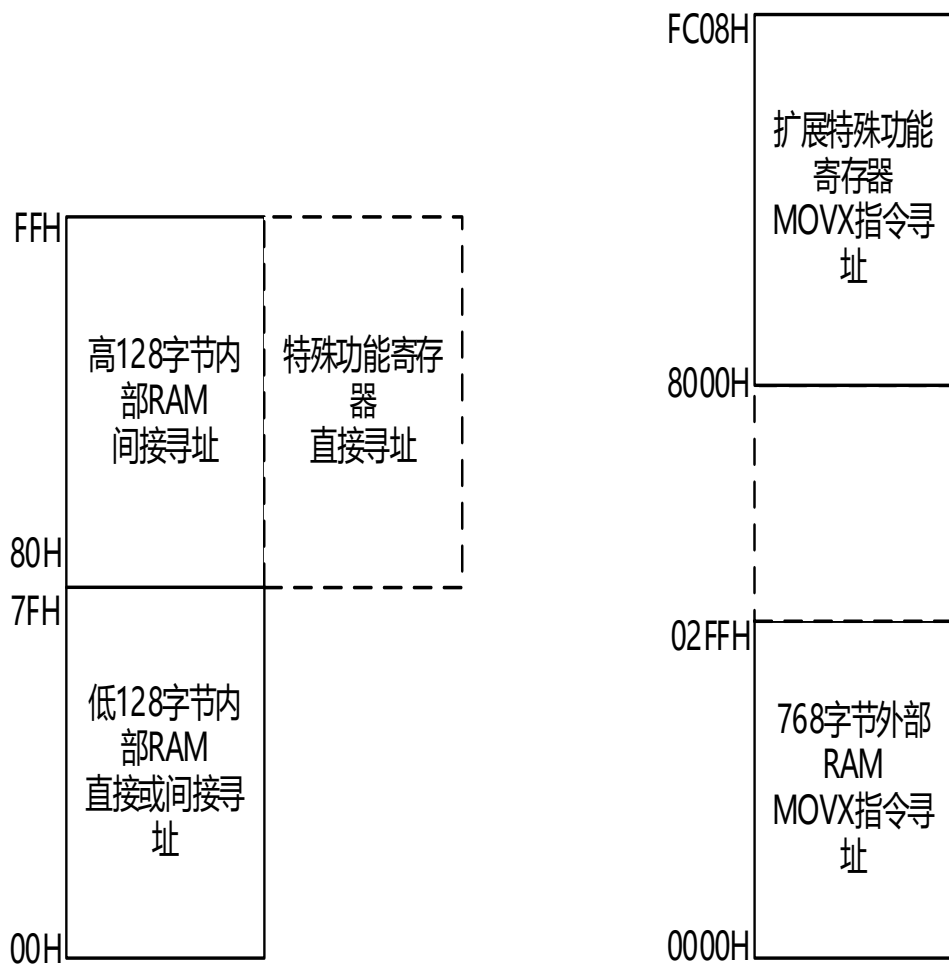 FFH
高128字节内
部RAM
间接寻址
特殊功能寄存
器
直接寻址
80H
7FH
低128字节内
部RAM
直接或间接寻
址
00H
FC08H
扩展特殊功能
寄存器
MOVX指令寻
址
8000H
02FFH
768字节外部
RAM
MOVX指令寻
址
0000H